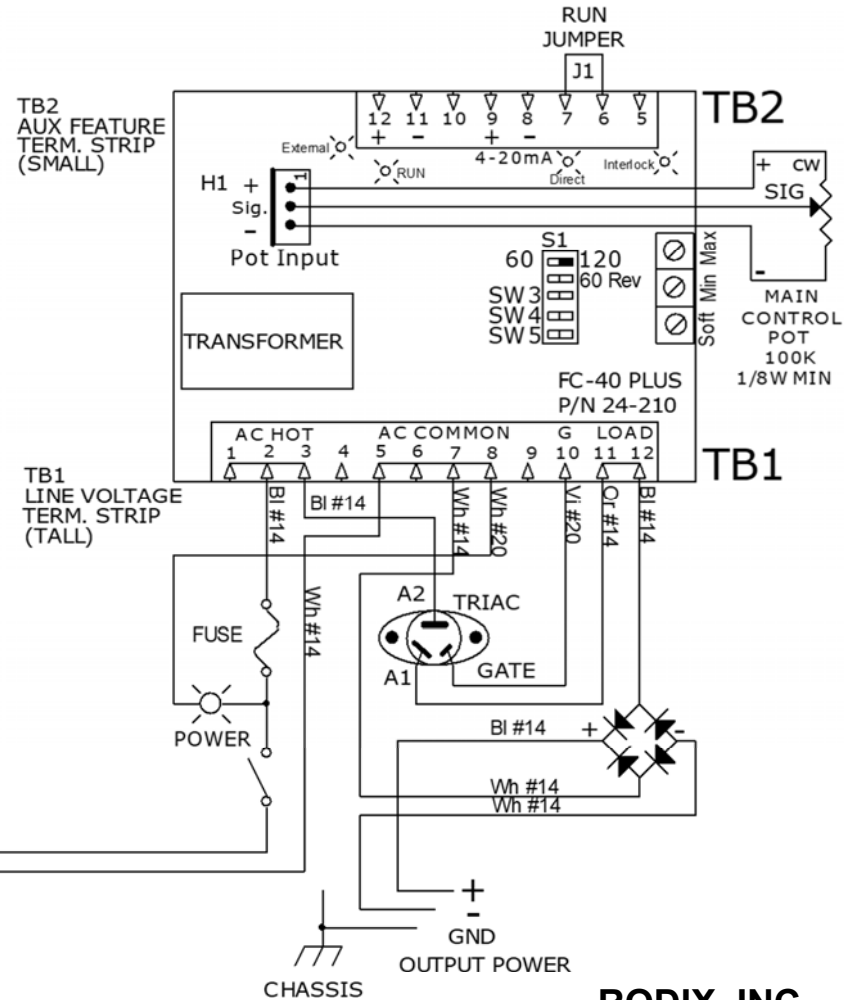 RUN
JUMPER
J1
TB2
AUX FEATURE
TERM. STRIP
(SMALL)
12 11 10 9 8 7 6 5
+ - + -
TB2
External
RUN
4-20mA
Direct
Interlock
H1 +
Sig.
-
1
Pot Input
+ CW
SIG
-
MAIN
CONTROL
POT
100K
1/8W MIN
S1
60 120
60 Rev
SW3
SW4
SW5
Soft Min Max
TRANSFORMER
FC-40 PLUS
P/N 24-210
AC HOT AC COMMON G LOAD
1 2 3 4 5 6 7 8 9 10 11 12
TB1
TB1
LINE VOLTAGE
TERM. STRIP
(TALL)
Bl #14
Bl #14
Wh #14
Wh #20
Vi #20
Or #14
Bl #14
Wh #14
FUSE
A2
TRIAC
A1
GATE
POWER
Bl #14
+ -
Wh #14
Wh #14
+
-
GND
OUTPUT POWER
CHASSIS